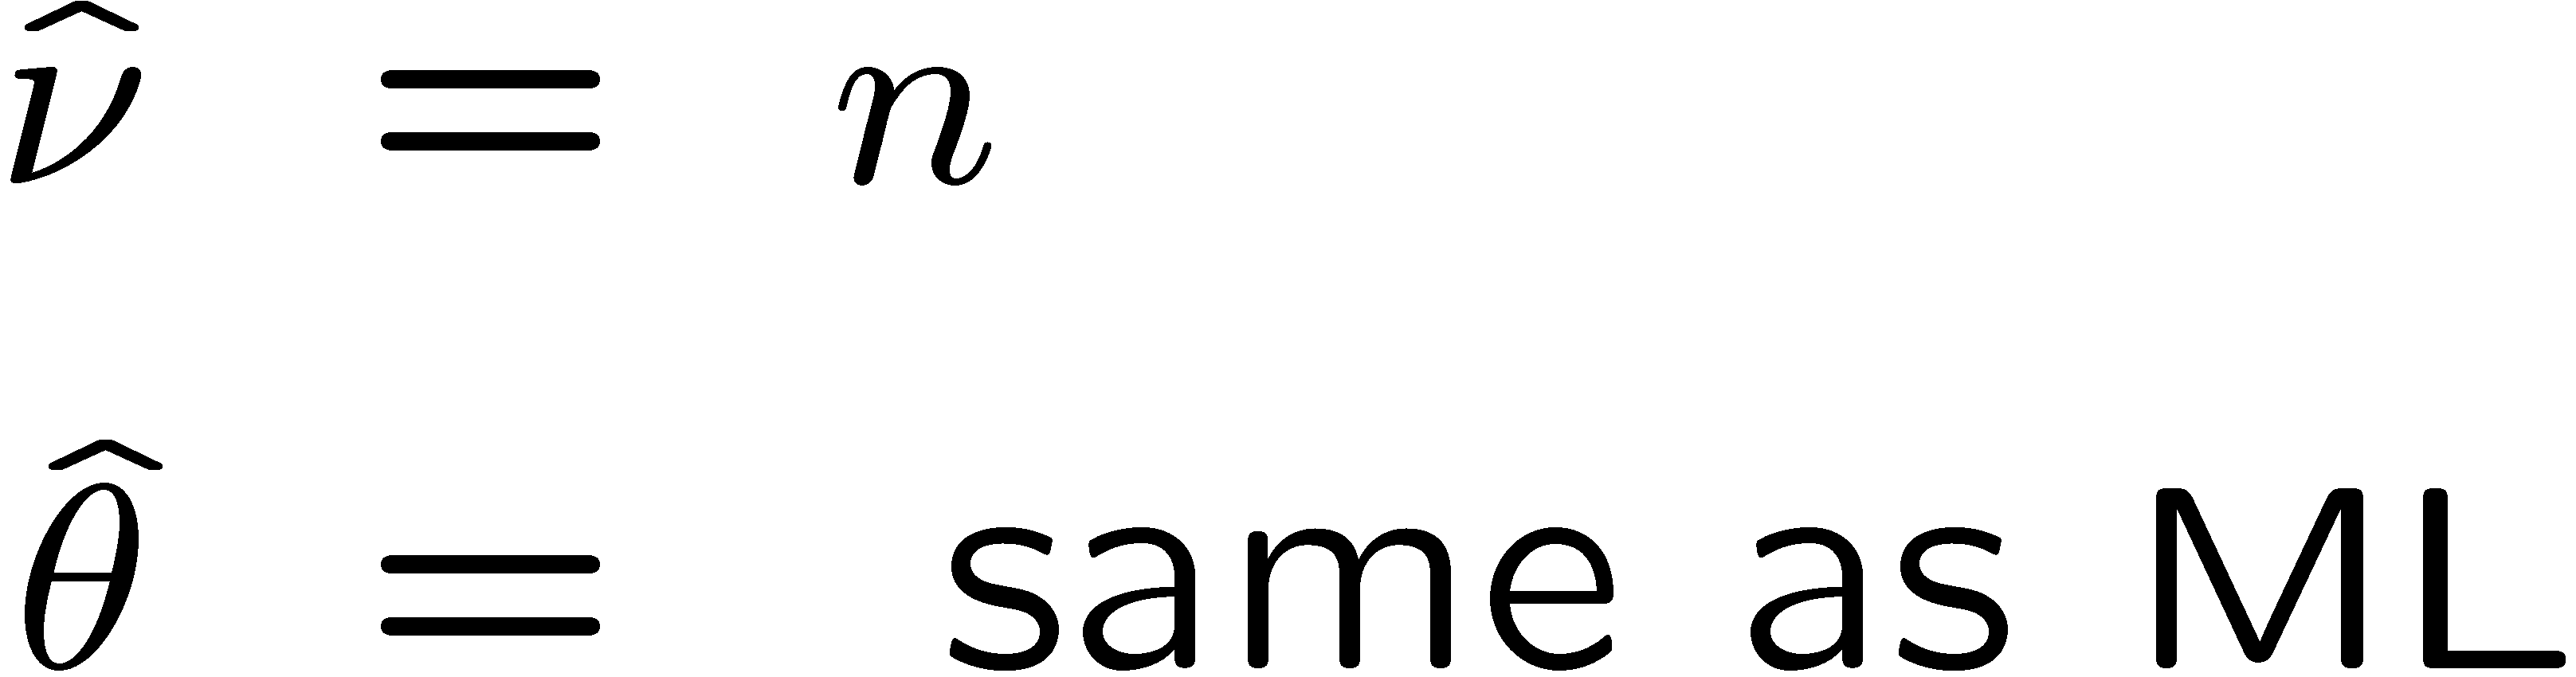 ν̂ = n
θ̂ = same as ML